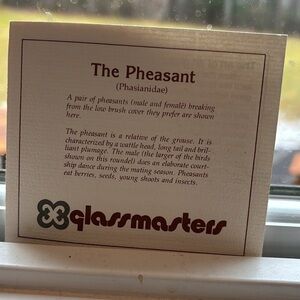 The Pheasant
(Phasianidae)
A pair of pheasants (male and female) breaking
from the low brush cover they prefer are shown
here.
The pheasant is a relative of the grouse. It is
characterized by a wattle head, long tail and bril-
liant plumage. The male (the larger of the birds
shown on this roundel) does an elaborate court-
ship dance during the mating season. Pheasants
eat berries, seeds, young shoots and insects.
glassmasters